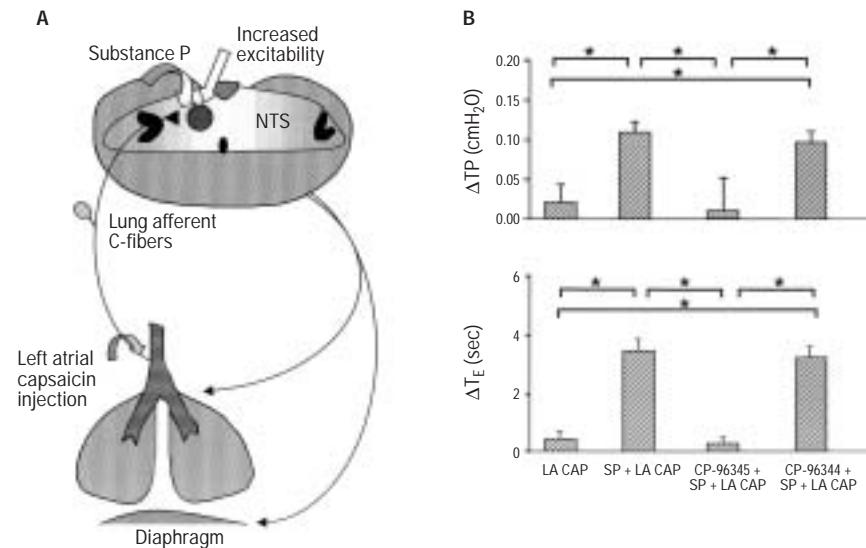 A
Substance P
Increased
excitability
NTS
Lung afferent
C-fibers
Left atrial
capsaicin
injection
Diaphragm
B
ΔTP (cmH₂O)
0.20
0.15
0.10
0.05
0.00
* * *
*
ΔT_E (sec)
6
4
2
0
* * *
*
LA CAP
SP + LA CAP
CP-96345 +
SP + LA CAP
CP-96344 +
SP + LA CAP